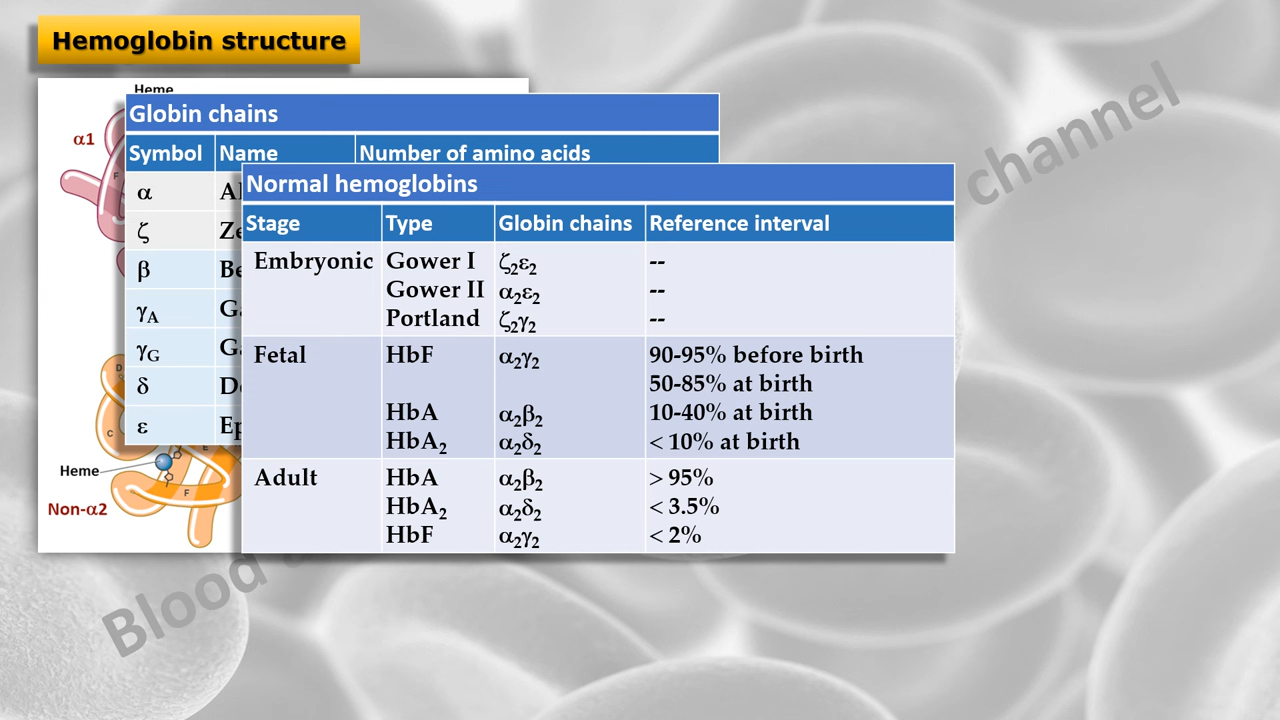 Hemoglobin structure
Heme
α1
F
Globin chains
Symbol Name Number of amino acids
α
ζ
β
γA
γG
δ
ε
Normal hemoglobins
Stage Type Globin chains Reference interval
Embryonic Gower I ζ₂ε₂ --
Gower II α₂ε₂ --
Portland ζ₂γ₂ --
Fetal HbF α₂γ₂ 90-95% before birth
50-85% at birth
HbA α₂β₂ 10-40% at birth
HbA₂ α₂δ₂ < 10% at birth
Adult HbA α₂β₂ > 95%
HbA₂ α₂δ₂ < 3.5%
HbF α₂γ₂ < 2%
D
C
E
Heme
F
Non-α2
Blood
channel